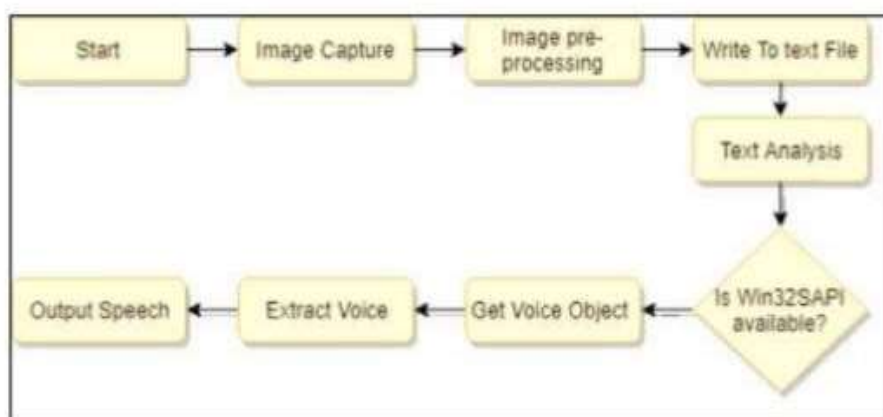 Start
Image Capture
Image pre-
processing
Write To text File
Text Analysis
Is Win32SAPI
available?
Get Voice Object
Extract Voice
Output Speech